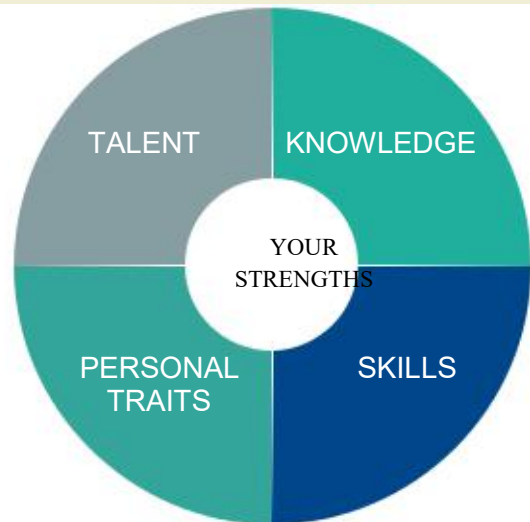 TALENT
KNOWLEDGE
YOUR
STRENGTHS
PERSONAL
TRAITS
SKILLS